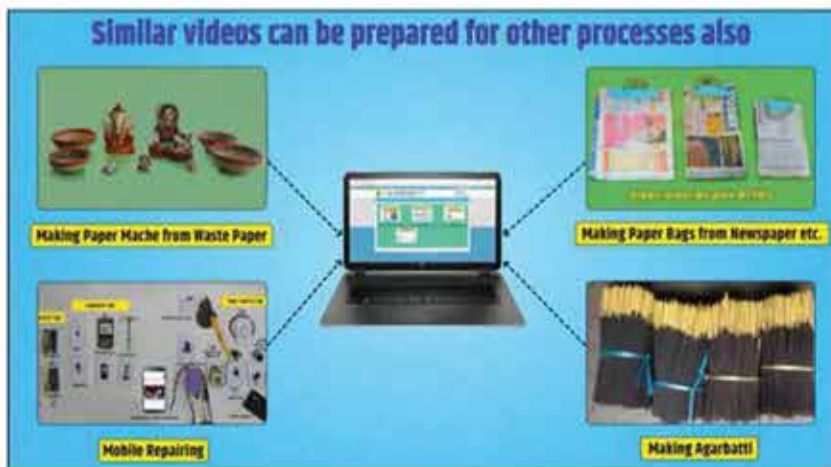 Similar videos can be prepared for other processes also
Making Paper Mache from Waste Paper
Making Paper Bags from Newspaper etc.
Mobile Repairing
Making Agarbatti